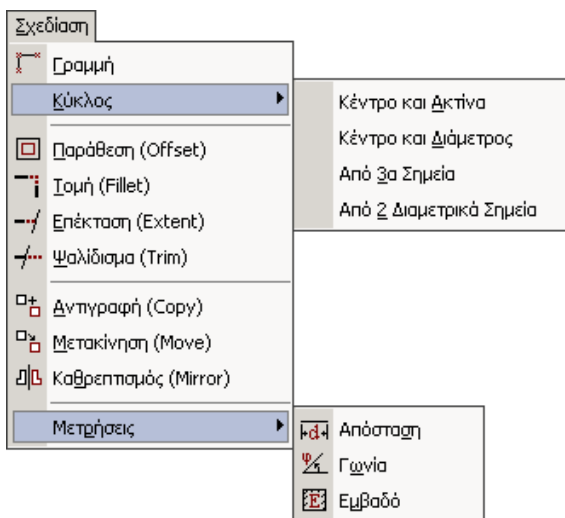 Σχεδίαση
Γραμμή
Κύκλος
Κέντρο και Ακτίνα
Κέντρο και Διάμετρος
Από 3α Σημεία
Από 2 Διαμετρικά Σημεία
Παράθεση (Offset)
Τομή (Fillet)
Επέκταση (Extent)
Ψαλίδισμα (Trim)
Αντιγραφή (Copy)
Μετακίνηση (Move)
Καθρεπτισμός (Mirror)
Μετρήσεις
d Απόσταση
φ Γωνία
E Εμβαδό